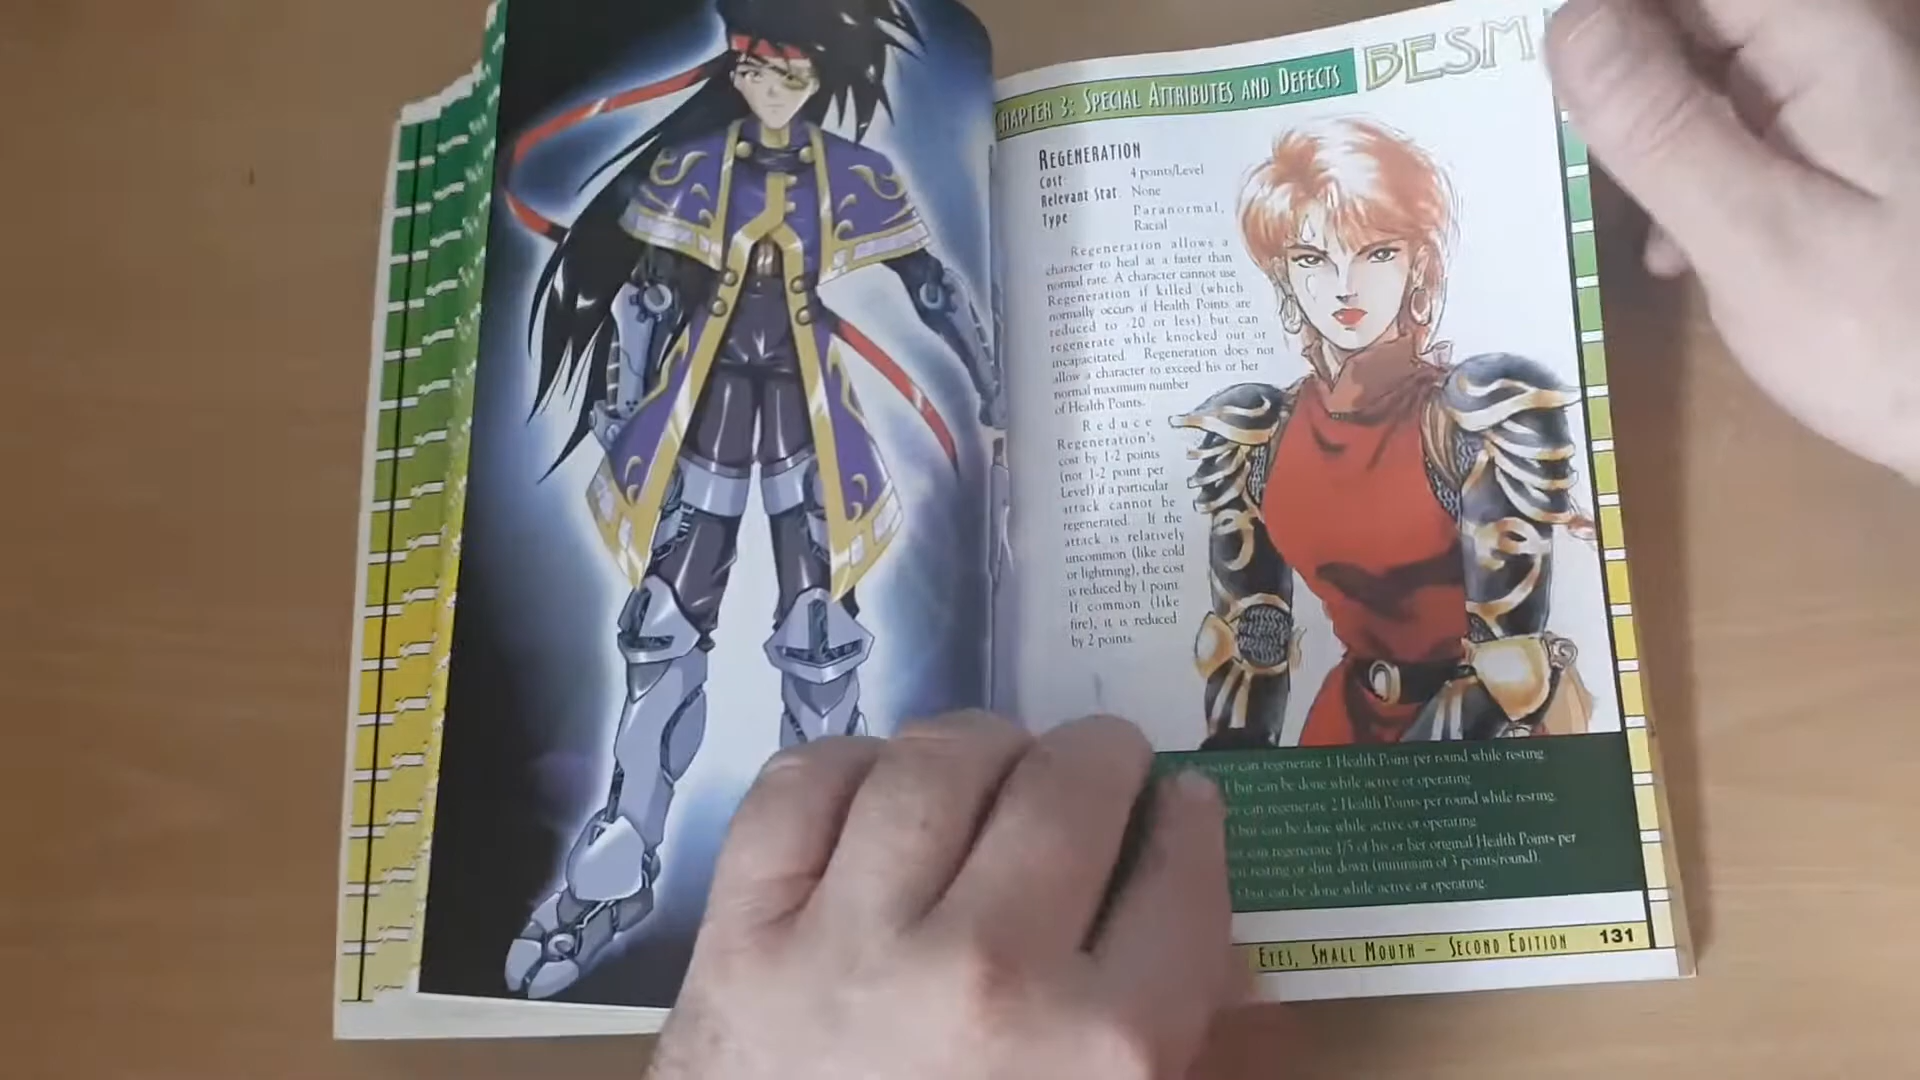 CHAPTER 3: SPECIAL ATTRIBUTES AND DEFECTS
BESM
REGENERATION
Cost: 4 points/Level
Relevant Stat: None
Type: Paranormal,
Racial
Regeneration allows a
character to heal at a faster than
normal rate. A character cannot use
Regeneration if killed (which
normally occurs if Health Points are
reduced to -20 or less) but can
regenerate while knocked out or
incapacitated. Regeneration does not
allow a character to exceed his or her
normal maximum number
of Health Points.
Reduce
Regeneration's
cost by 1-2 points
(not 1-2 point per
Level) if a particular
attack cannot be
regenerated. If the
attack is relatively
uncommon (like cold
or lightning), the cost
is reduced by 1 point.
If common (like
fire), it is reduced
by 2 points.
can regenerate 1 Health Point per round while resting.
but can be done while active or operating
can regenerate 2 Health Points per round while resting.
but can be done while active or operating
can regenerate 1/5 of his or her original Health Points per
resting or shut down (minimum of 3 points/round).
but can be done while active or operating.
EYES, SMALL MOUTH – SECOND EDITION 131